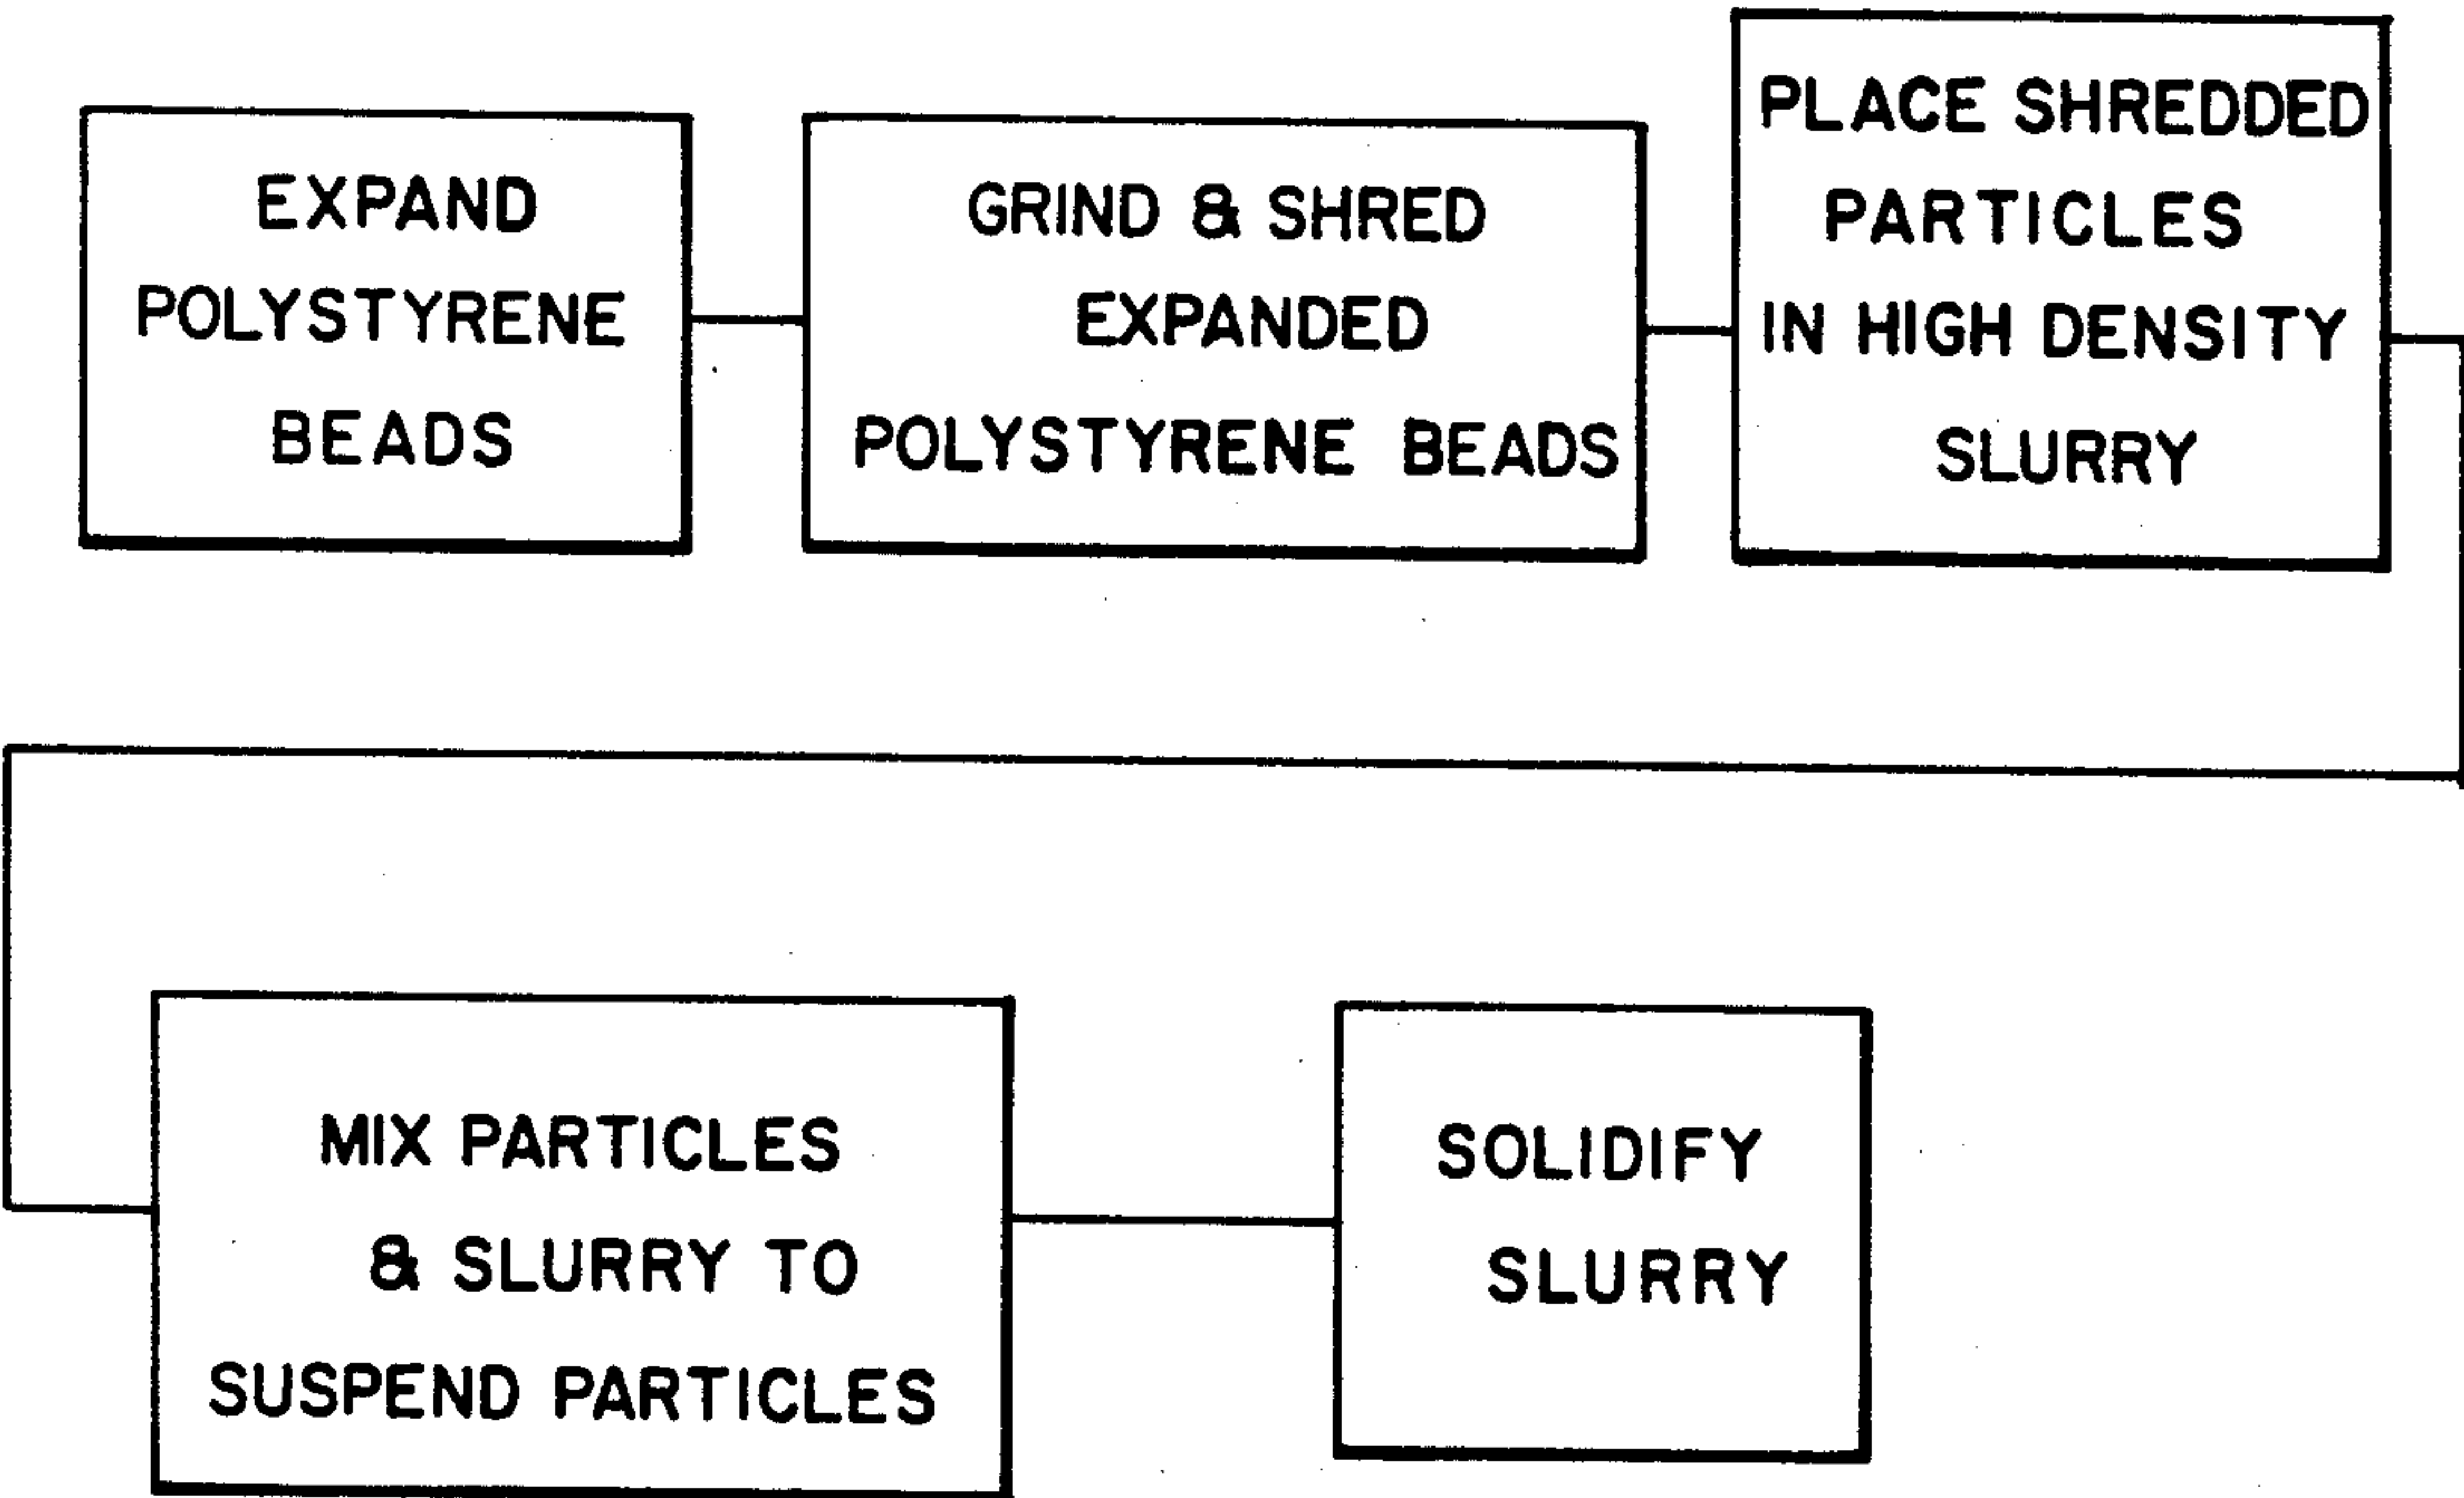 EXPAND
POLYSTYRENE
BEADS
GRIND & SHRED
EXPANDED
POLYSTYRENE BEADS
PLACE SHREDDED
PARTICLES
IN HIGH DENSITY
SLURRY
MIX PARTICLES
& SLURRY TO
SUSPEND PARTICLES
SOLIDIFY
SLURRY